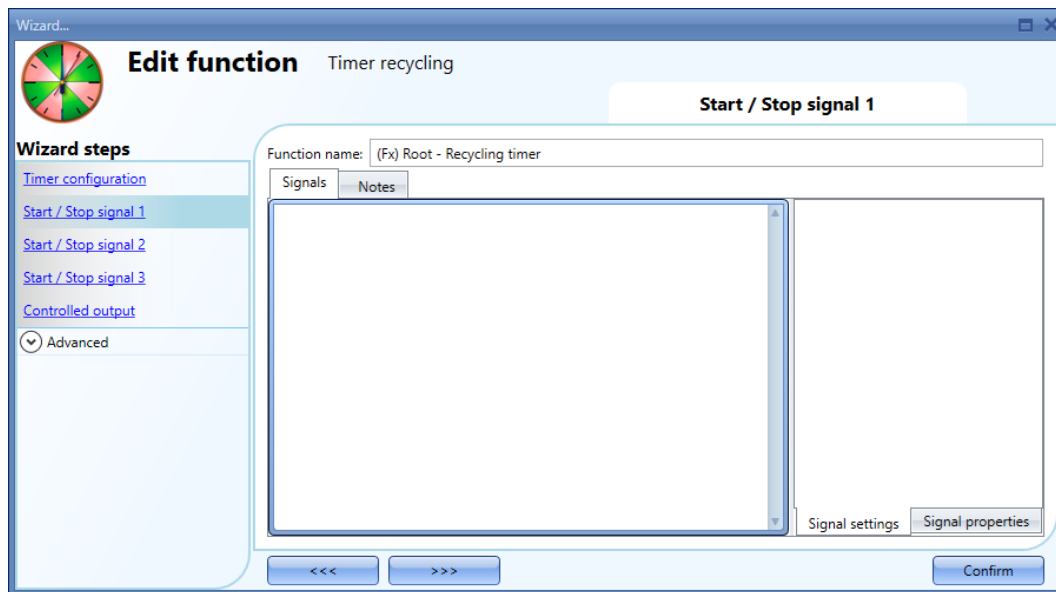 Wizard...
Edit function Timer recycling
Start / Stop signal 1
Wizard steps
Timer configuration
Start / Stop signal 1
Start / Stop signal 2
Start / Stop signal 3
Controlled output
Advanced
Function name: (Fx) Root - Recycling timer
Signals Notes
Signal settings Signal properties
<<< >>> Confirm